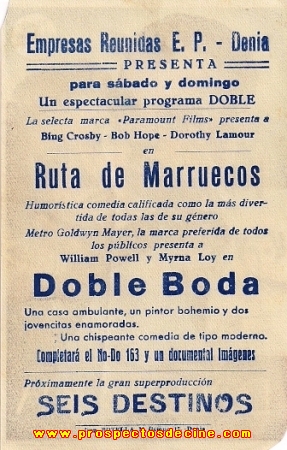 Empresas Reunidas E. P. - Denia
PRESENTA
para sábado y domingo
Un espectacular programa DOBLE
La selecta marca «Paramount Films» presenta a
Bing Crosby - Bob Hope - Dorothy Lamour
en
Ruta de Marruecos
Humorística comedia calificada como la más diver-
tida de todas las de su género
Metro Goldwyn Mayer, la marca preferida de todos
los públicos presenta a
William Powell y Myrna Loy en
Doble Boda
Una casa ambulante, un pintor bohemio y dos
jovencitas enamoradas.
Una chispeante comedia de tipo moderno.
Completará el No-Do 163 y un documental Imágenes
Próximamente la gran superproducción
SEIS DESTINOS
Denia
www.prospectosdecine.com